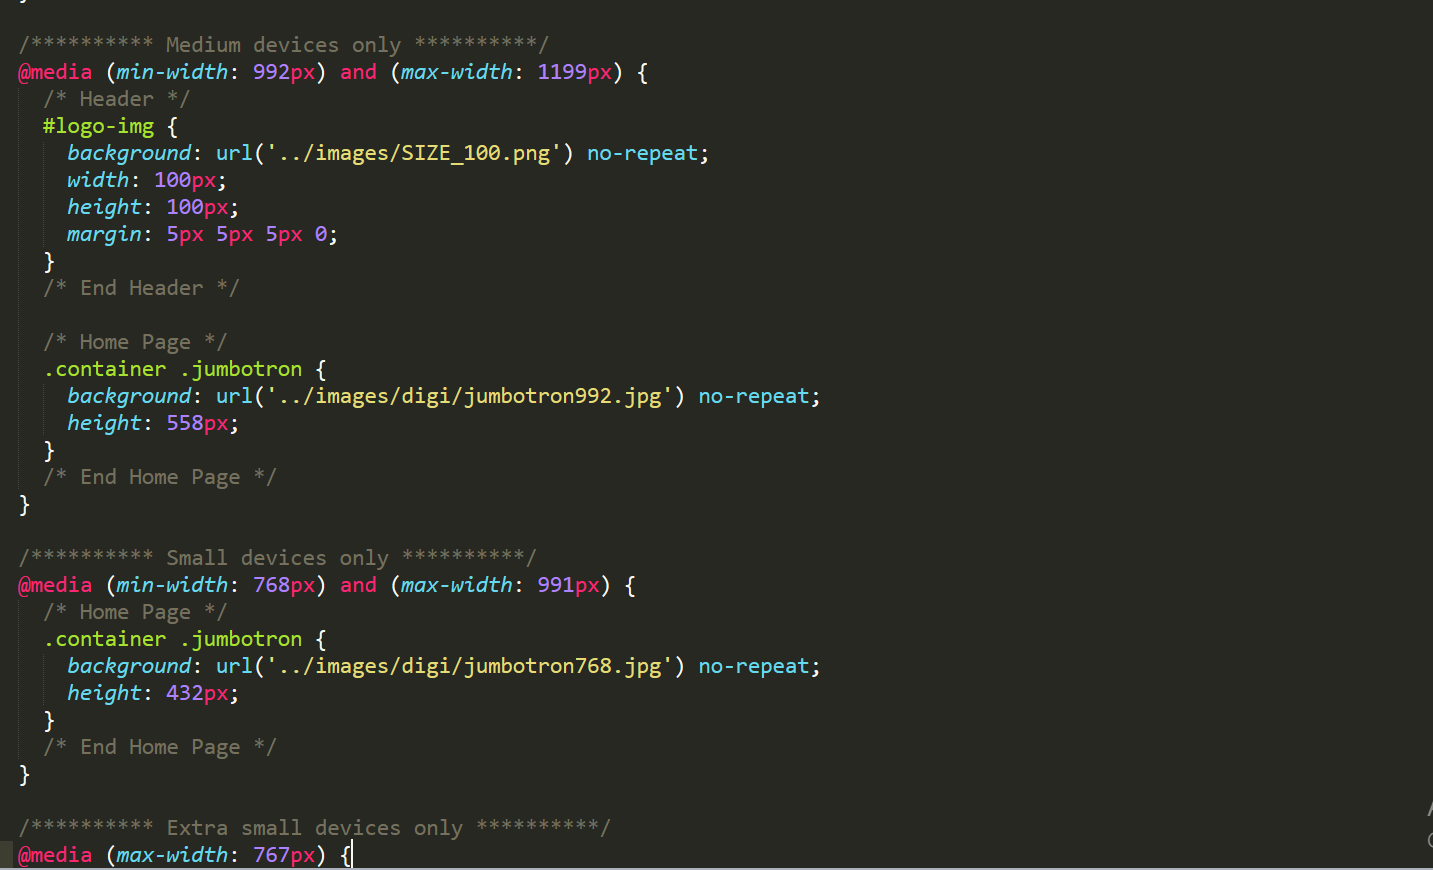 /********** Medium devices only **********/
@media (min-width: 992px) and (max-width: 1199px) {
  /* Header */
  #logo-img {
    background: url('../images/SIZE_100.png') no-repeat;
    width: 100px;
    height: 100px;
    margin: 5px 5px 5px 0;
  }
  /* End Header */

  /* Home Page */
  .container .jumbotron {
    background: url('../images/digi/jumbotron992.jpg') no-repeat;
    height: 558px;
  }
  /* End Home Page */
}

/********** Small devices only **********/
@media (min-width: 768px) and (max-width: 991px) {
  /* Home Page */
  .container .jumbotron {
    background: url('../images/digi/jumbotron768.jpg') no-repeat;
    height: 432px;
  }
  /* End Home Page */
}

/********** Extra small devices only **********/
@media (max-width: 767px) {